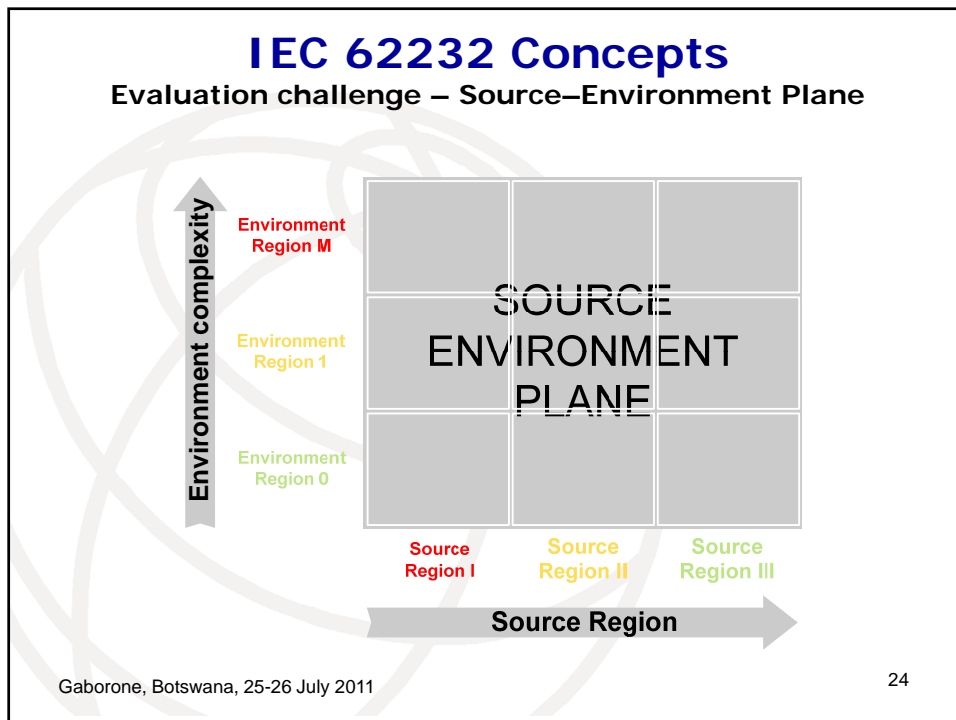 IEC 62232 Concepts
Evaluation challenge – Source–Environment Plane
Environment complexity
Environment
Region M
Environment
Region 1
Environment
Region 0
SOURCE
ENVIRONMENT
PLANE
Source
Region I
Source
Region II
Source
Region III
Source Region
Gaborone, Botswana, 25-26 July 2011
24